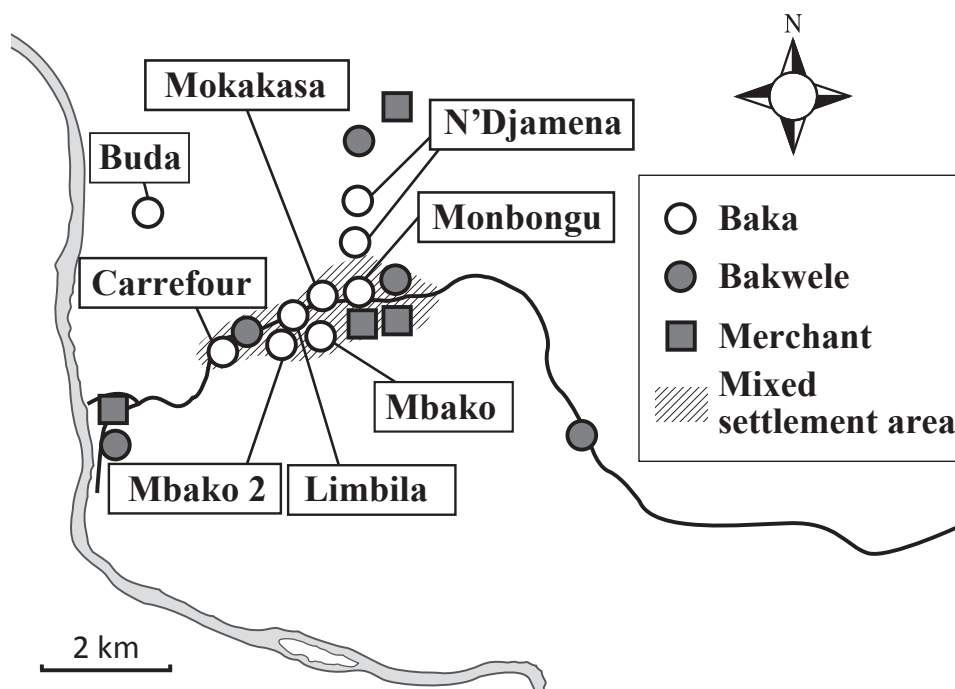 N
Mokakasa
N’Djamena
Buda
Monbongu
Carrefour
Mbako
Mbako 2
Limbila
2 km
Baka
Bakwele
Merchant
Mixed
settlement area